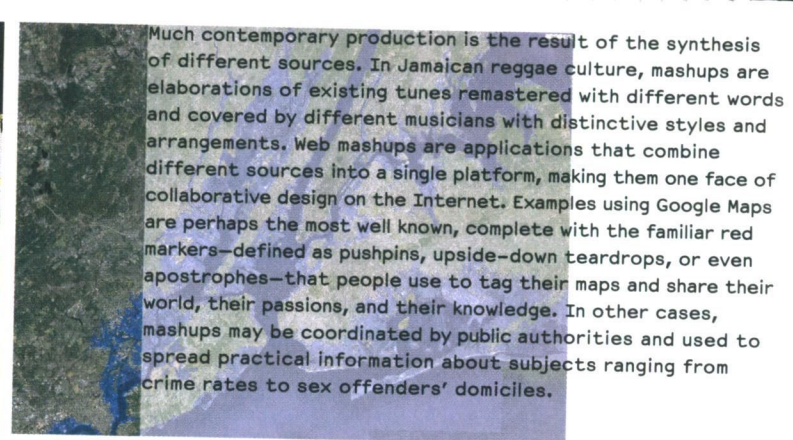 Much contemporary production is the result of the synthesis
of different sources. In Jamaican reggae culture, mashups are
elaborations of existing tunes remastered with different words
and covered by different musicians with distinctive styles and
arrangements. Web mashups are applications that combine
different sources into a single platform, making them one face of
collaborative design on the Internet. Examples using Google Maps
are perhaps the most well known, complete with the familiar red
markers—defined as pushpins, upside-down teardrops, or even
apostrophes—that people use to tag their maps and share their
world, their passions, and their knowledge. In other cases,
mashups may be coordinated by public authorities and used to
spread practical information about subjects ranging from
crime rates to sex offenders' domiciles.